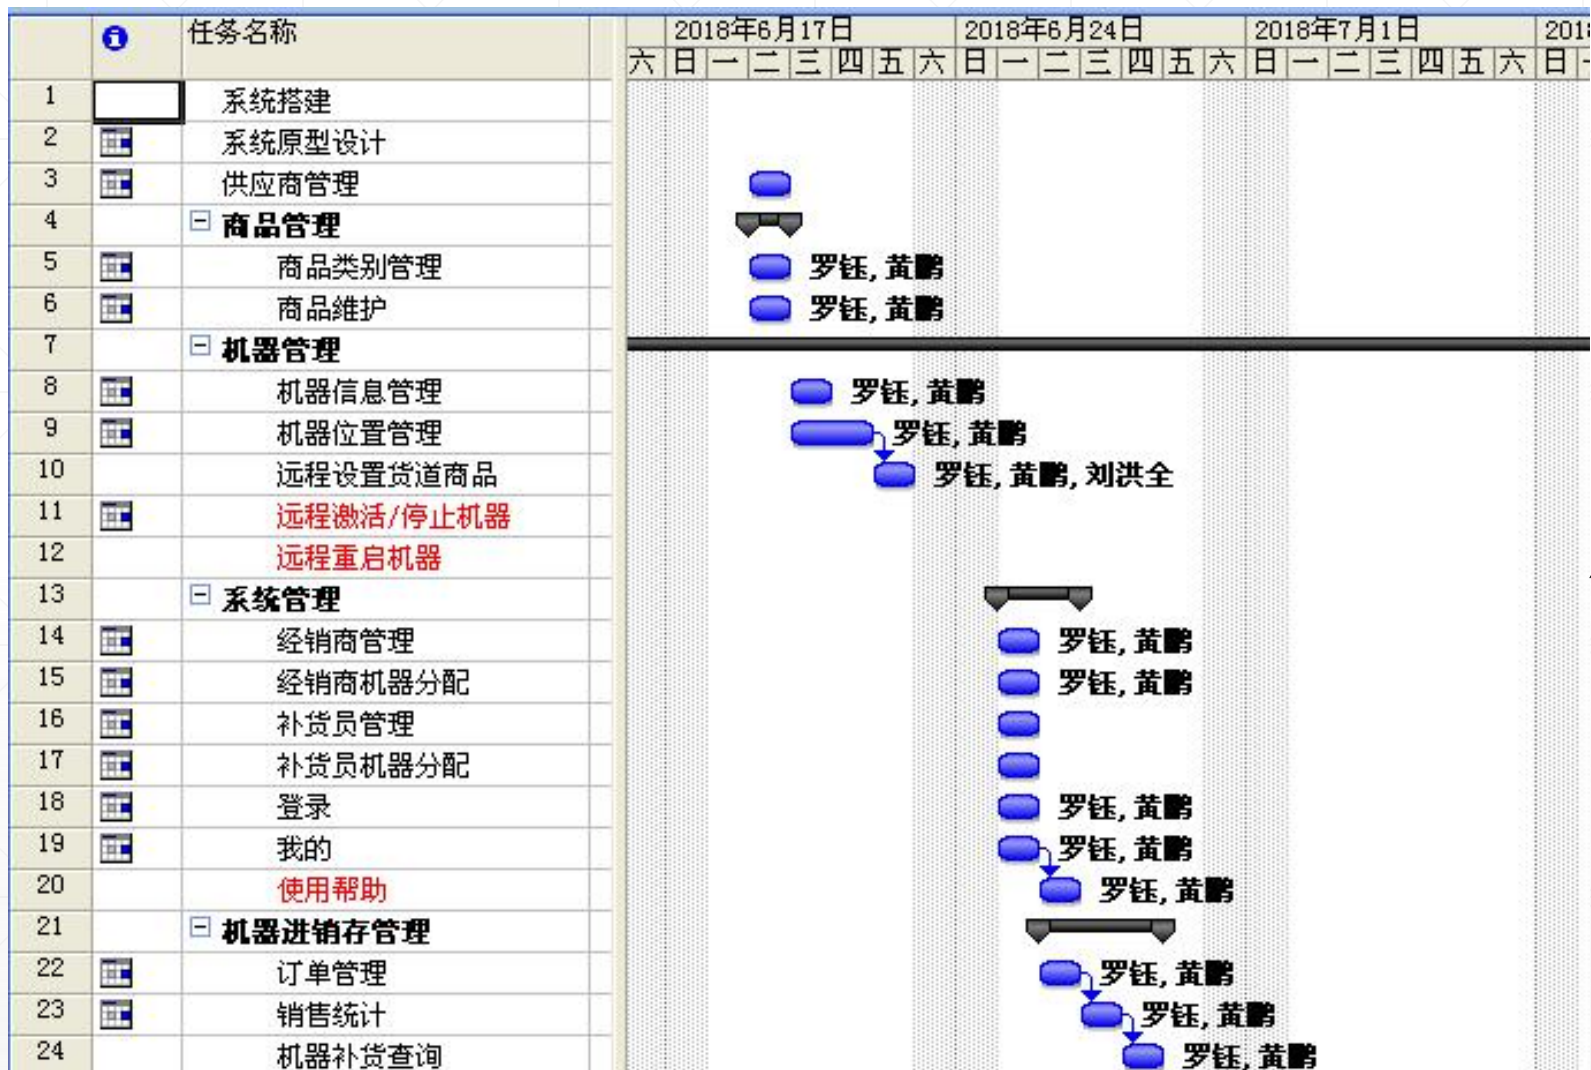 任务名称 2018年6月17日 2018年6月24日 2018年7月1日 201
六 日 一 二 三 四 五 六 日 一 二 三 四 五 六 日 一 二 三 四 五 六 日
1 系统搭建
2 系统原型设计
3 供应商管理
4 商品管理
5 商品类别管理 罗钰, 黄鹏
6 商品维护 罗钰, 黄鹏
7 机器管理
8 机器信息管理 罗钰, 黄鹏
9 机器位置管理 罗钰, 黄鹏
10 远程设置货道商品 罗钰, 黄鹏, 刘洪全
11 远程激活/停止机器
12 远程重启机器
13 系统管理
14 经销商管理 罗钰, 黄鹏
15 经销商机器分配 罗钰, 黄鹏
16 补货员管理
17 补货员机器分配
18 登录 罗钰, 黄鹏
19 我的 罗钰, 黄鹏
20 使用帮助 罗钰, 黄鹏
21 机器进销存管理
22 订单管理 罗钰, 黄鹏
23 销售统计 罗钰, 黄鹏
24 机器补货查询 罗钰, 黄鹏